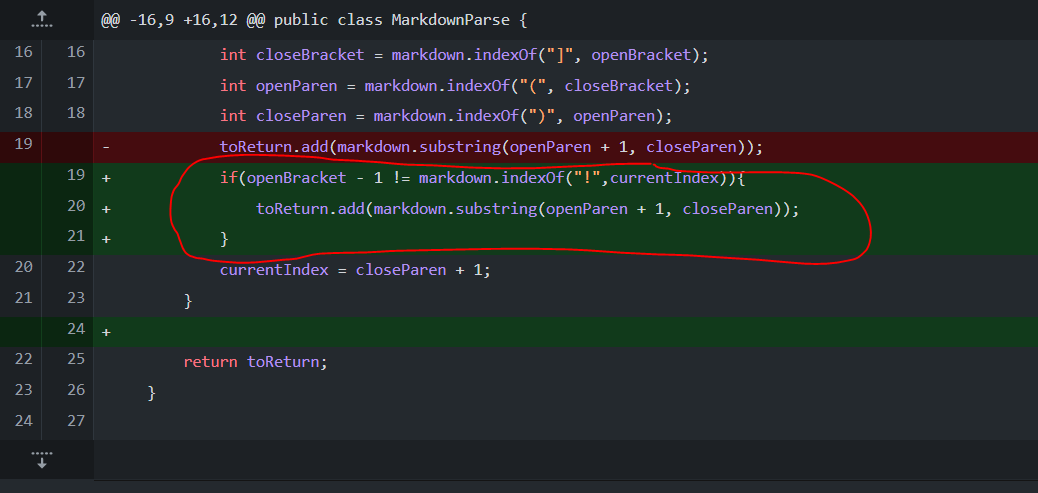 @@ -16,9 +16,12 @@ public class MarkdownParse {
16 16 int closeBracket = markdown.indexOf("]", openBracket);
17 17 int openParen = markdown.indexOf("(", closeBracket);
18 18 int closeParen = markdown.indexOf(")", openParen);
19 - toReturn.add(markdown.substring(openParen + 1, closeParen));
19 + if(openBracket - 1 != markdown.indexOf("!",currentIndex)){
20 + toReturn.add(markdown.substring(openParen + 1, closeParen));
21 + }
20 22 currentIndex = closeParen + 1;
21 23 }
24 +
22 25 return toReturn;
23 26 }
24 27